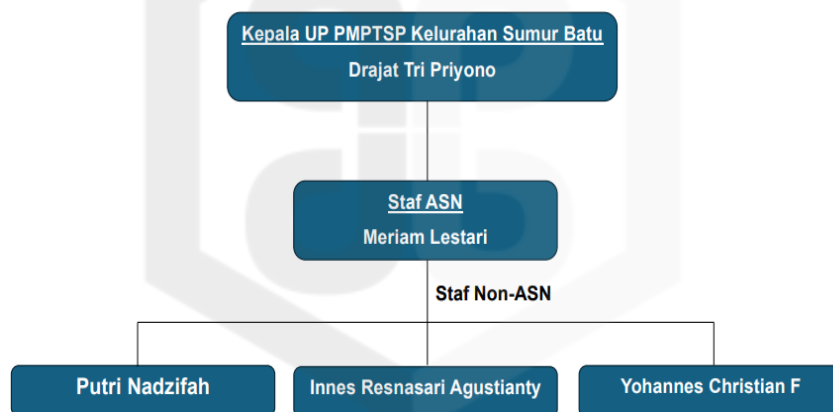 Kepala UP PMPTSP Kelurahan Sumur Batu
Drajat Tri Priyono
Staf ASN
Meriam Lestari
Staf Non-ASN
Putri Nadzifah
Innes Resnasari Agustianty
Yohannes Christian F